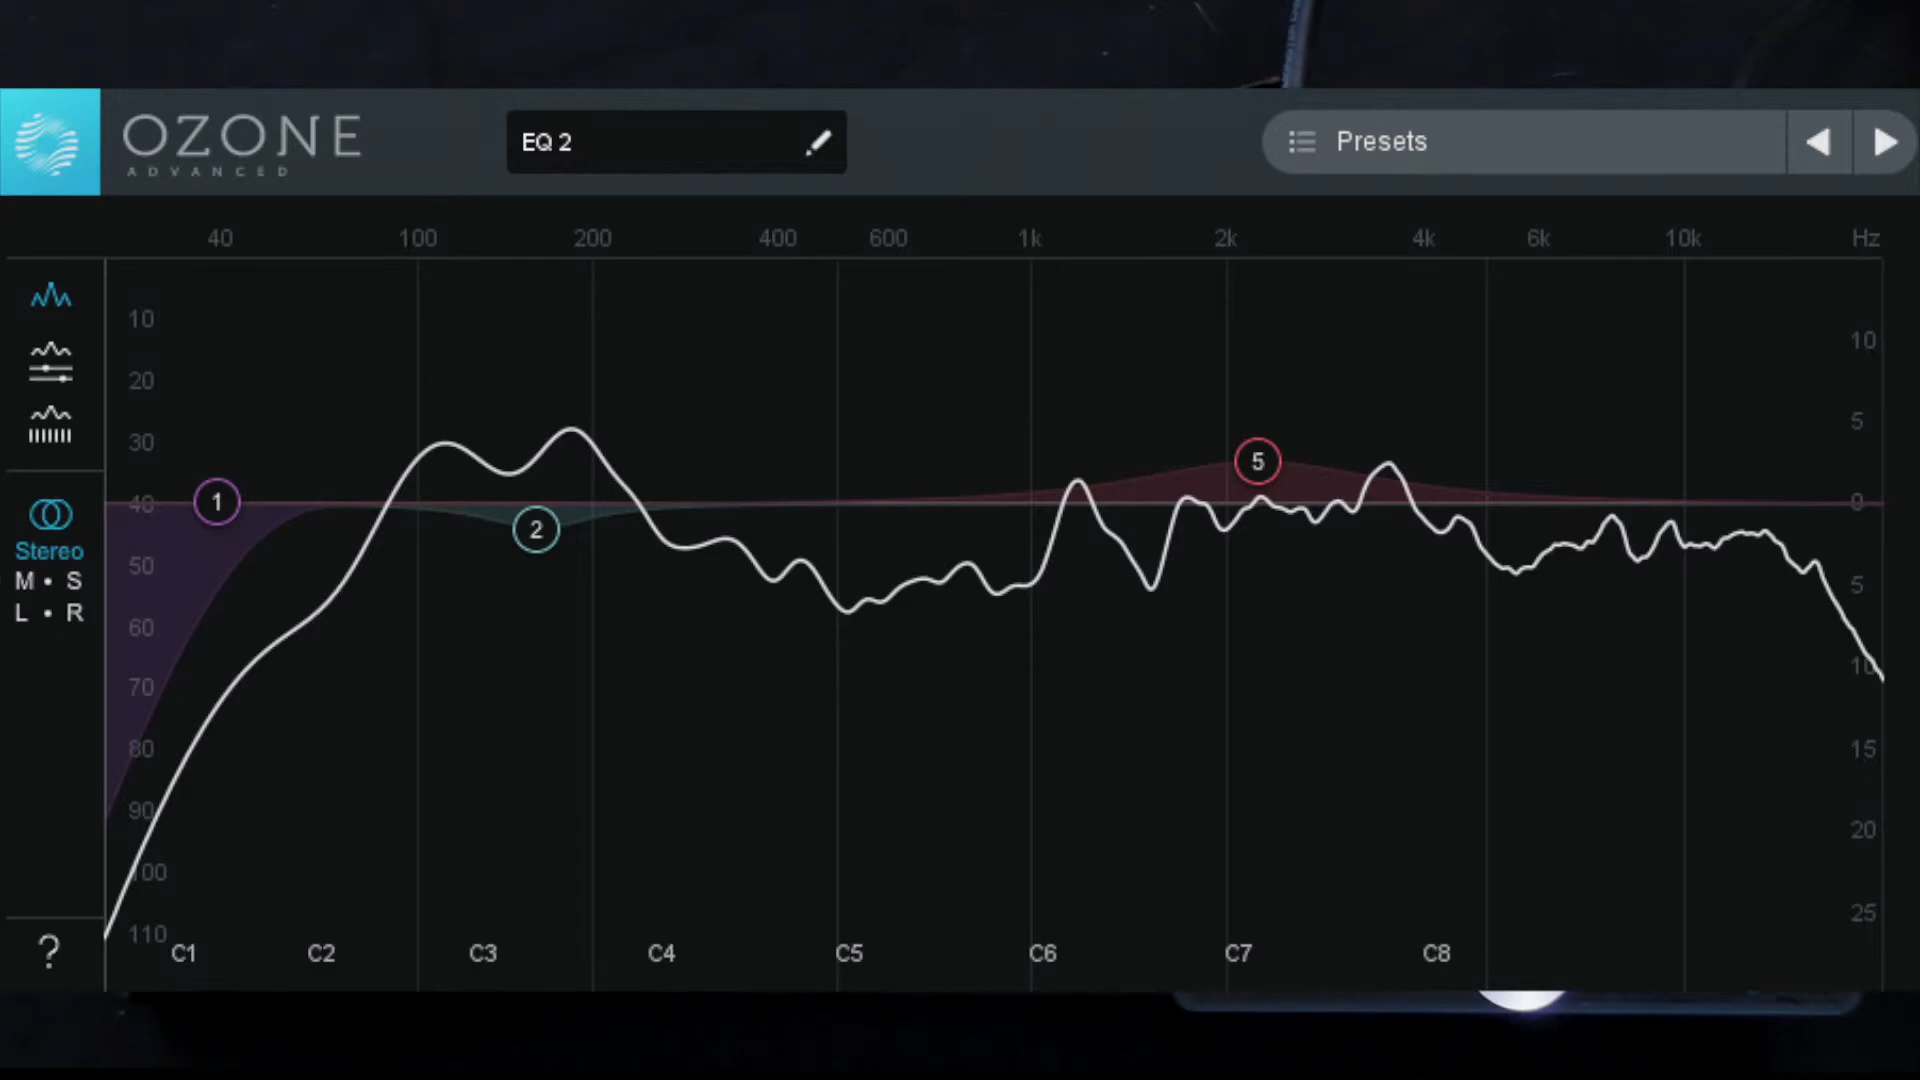 OZONE
ADVANCED
EQ 2
Presets
40 100 200 400 600 1k 2k 4k 6k 10k Hz
10 10
20
30 5
1 40 2 5 0
50
Stereo
M • S 5
L • R
60
70 10
80 15
90 20
100
110 25
? C1 C2 C3 C4 C5 C6 C7 C8